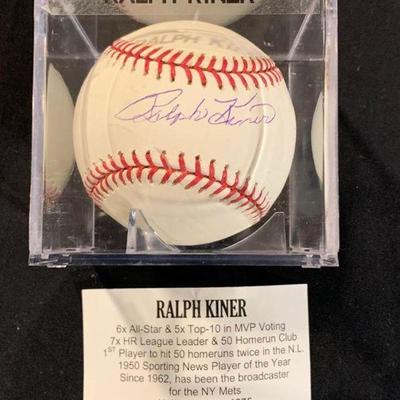 RALPH KINER
RALPH KINER
Ralph Kiner
RALPH KINER
6x All-Star & 5x Top-10 in MVP Voting
7x HR League Leader & 50 Homerun Club
1ST Player to hit 50 homeruns twice in the N.L.
1950 Sporting News Player of the Year
Since 1962, has been the broadcaster
for the NY Mets